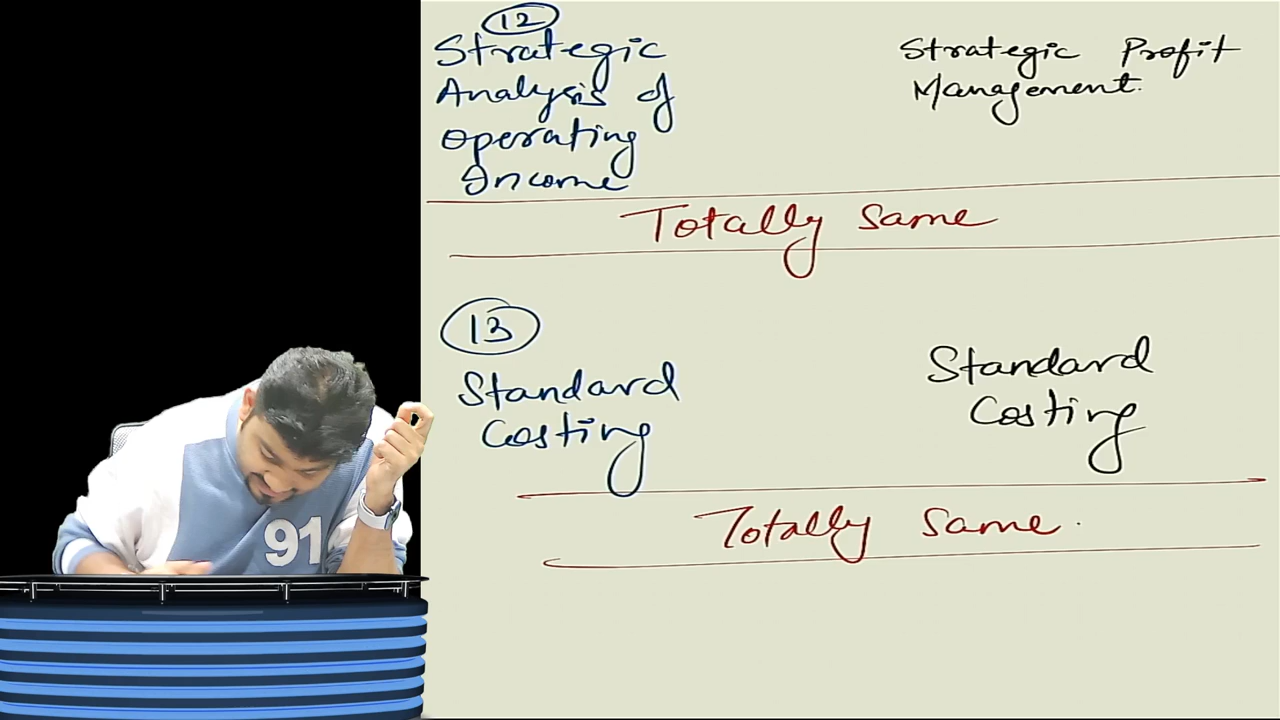 12
Strategic
Analysis of
Operating
Income
Strategic Profit
Management.
Totally Same
13
Standard
Costing
Standard
Costing
Totally Same.
91